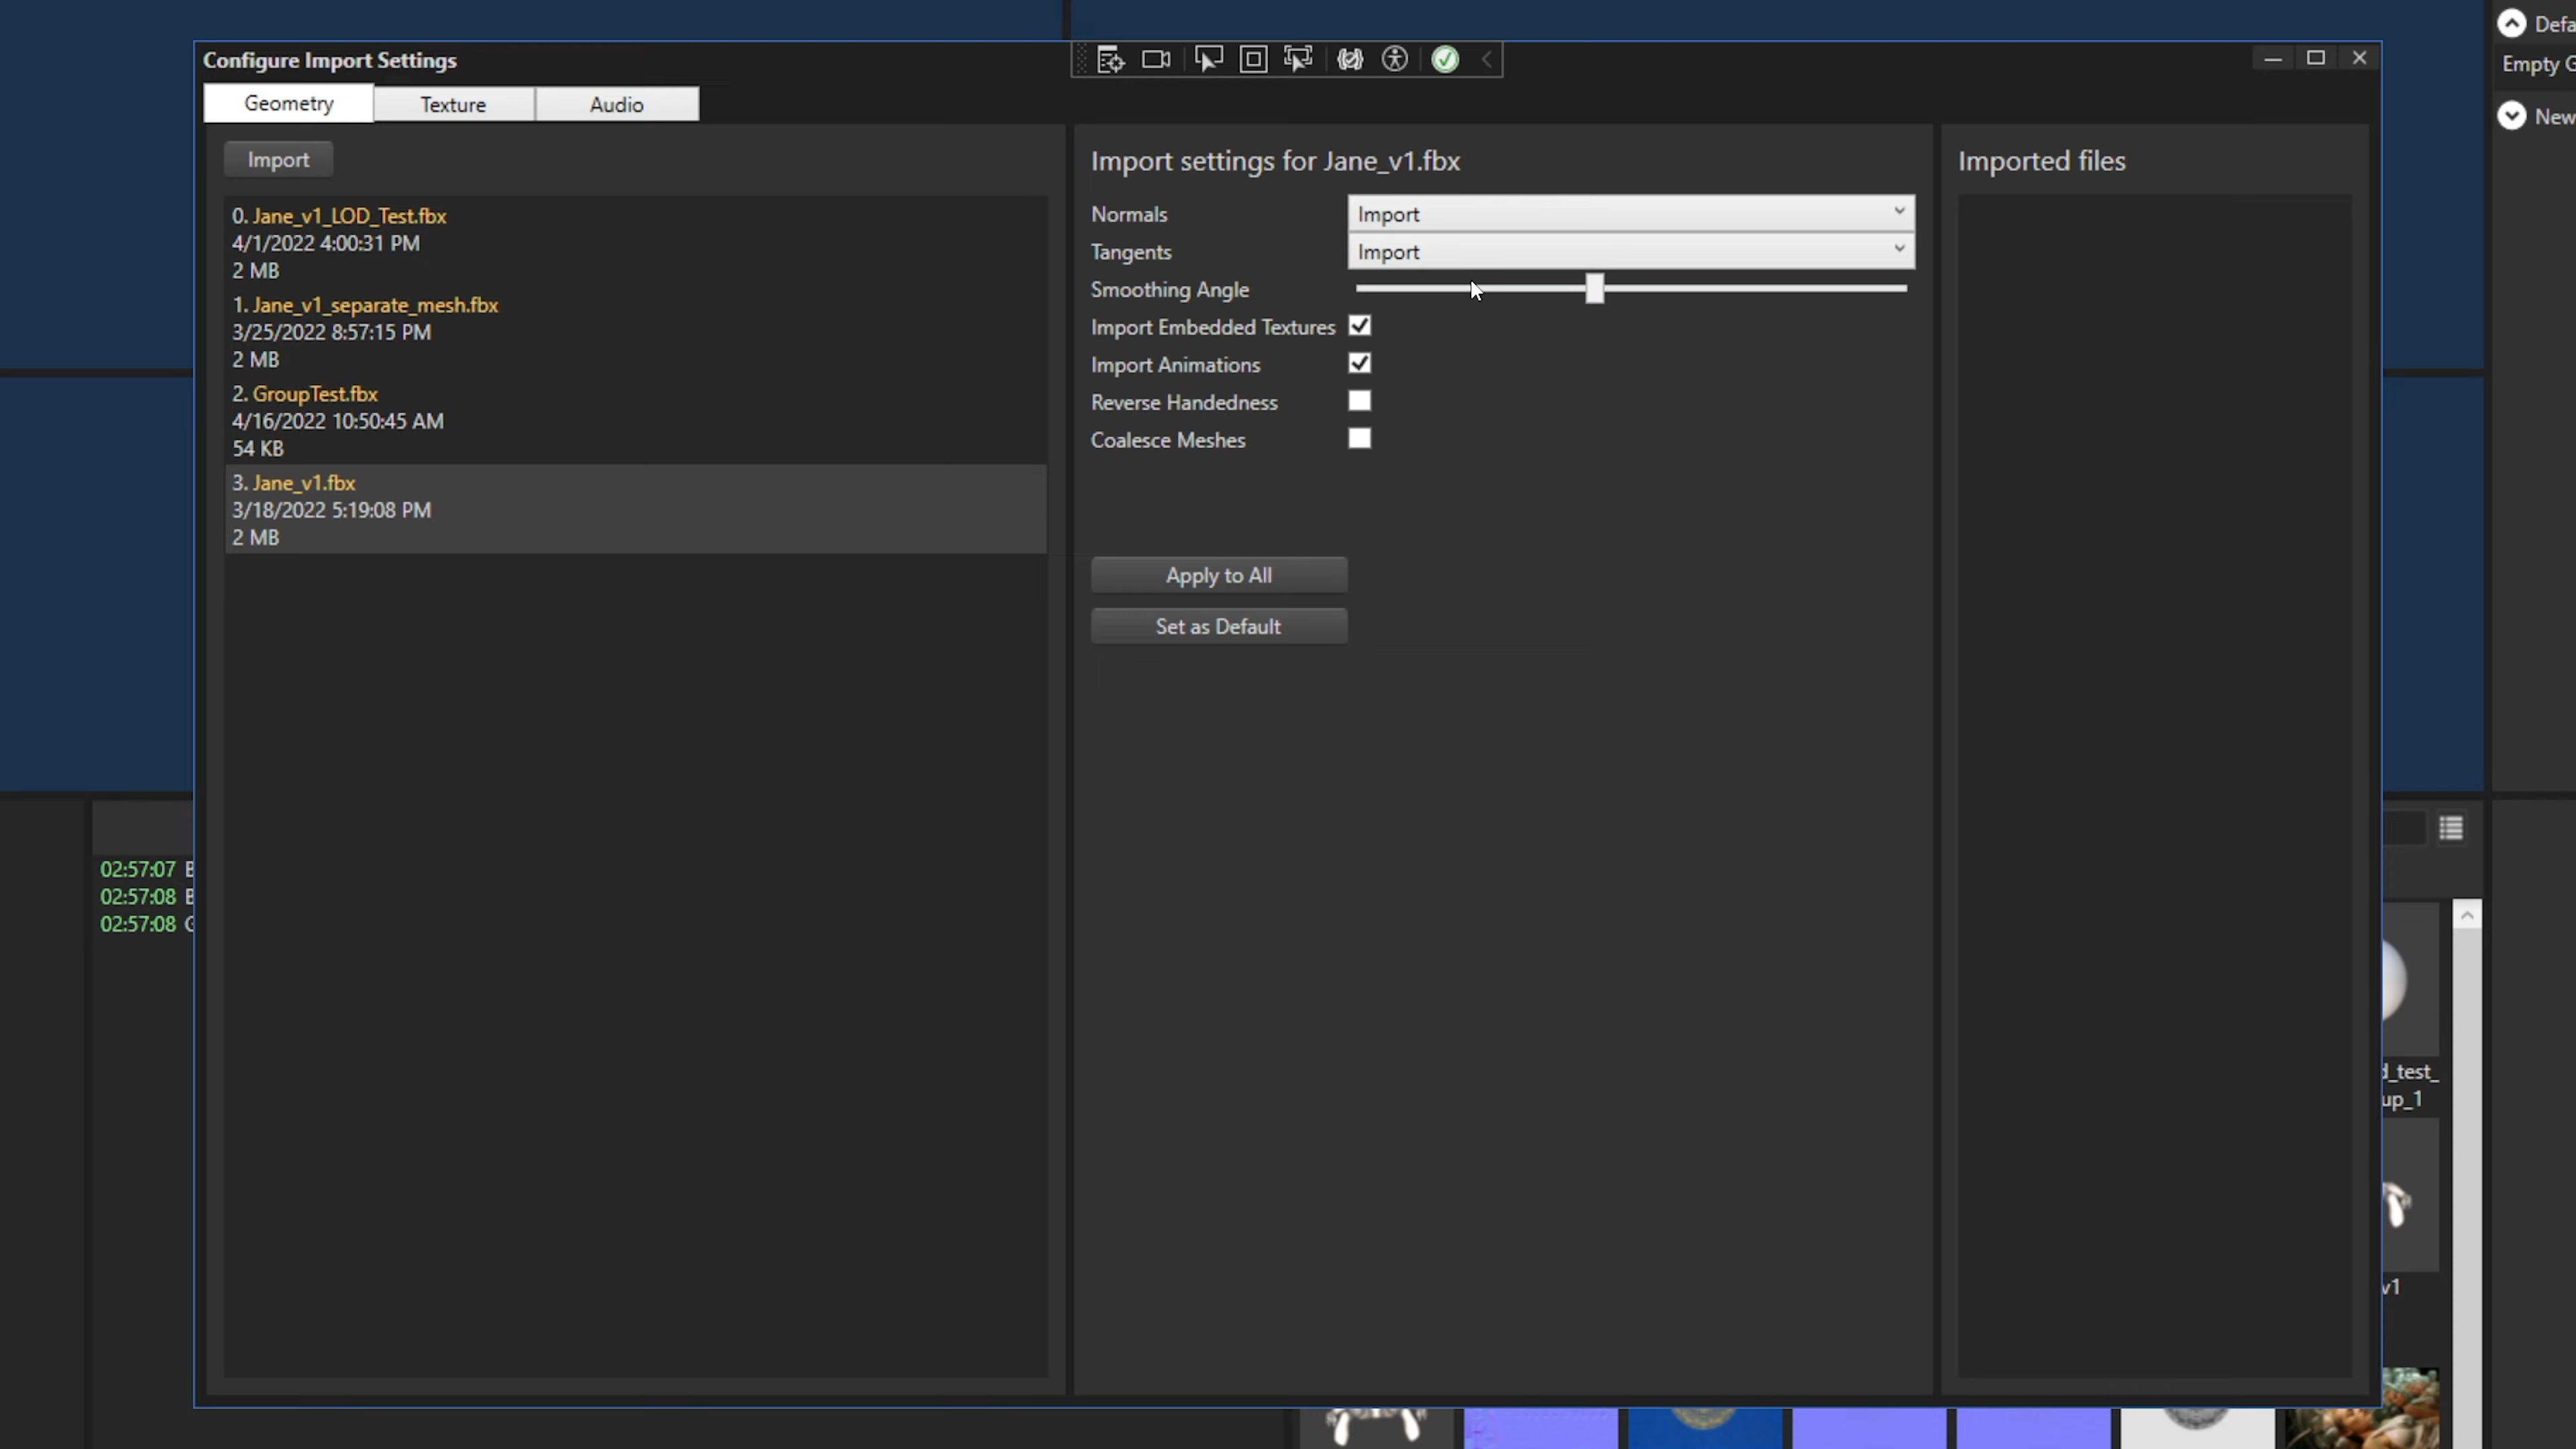 Configure Import Settings
Geometry
Texture
Audio
Import
0. Jane_v1_LOD_Test.fbx
4/1/2022 4:00:31 PM
2 MB
1. Jane_v1_separate_mesh.fbx
3/25/2022 8:57:15 PM
2 MB
2. GroupTest.fbx
4/16/2022 10:50:45 AM
54 KB
3. Jane_v1.fbx
3/18/2022 5:19:08 PM
2 MB
Import settings for Jane_v1.fbx
Normals
Import
Tangents
Import
Smoothing Angle
Import Embedded Textures
Import Animations
Reverse Handedness
Coalesce Meshes
Apply to All
Set as Default
Imported files
Empty
New
02:57:07
02:57:08
02:57:08
_test_
up_1
v1